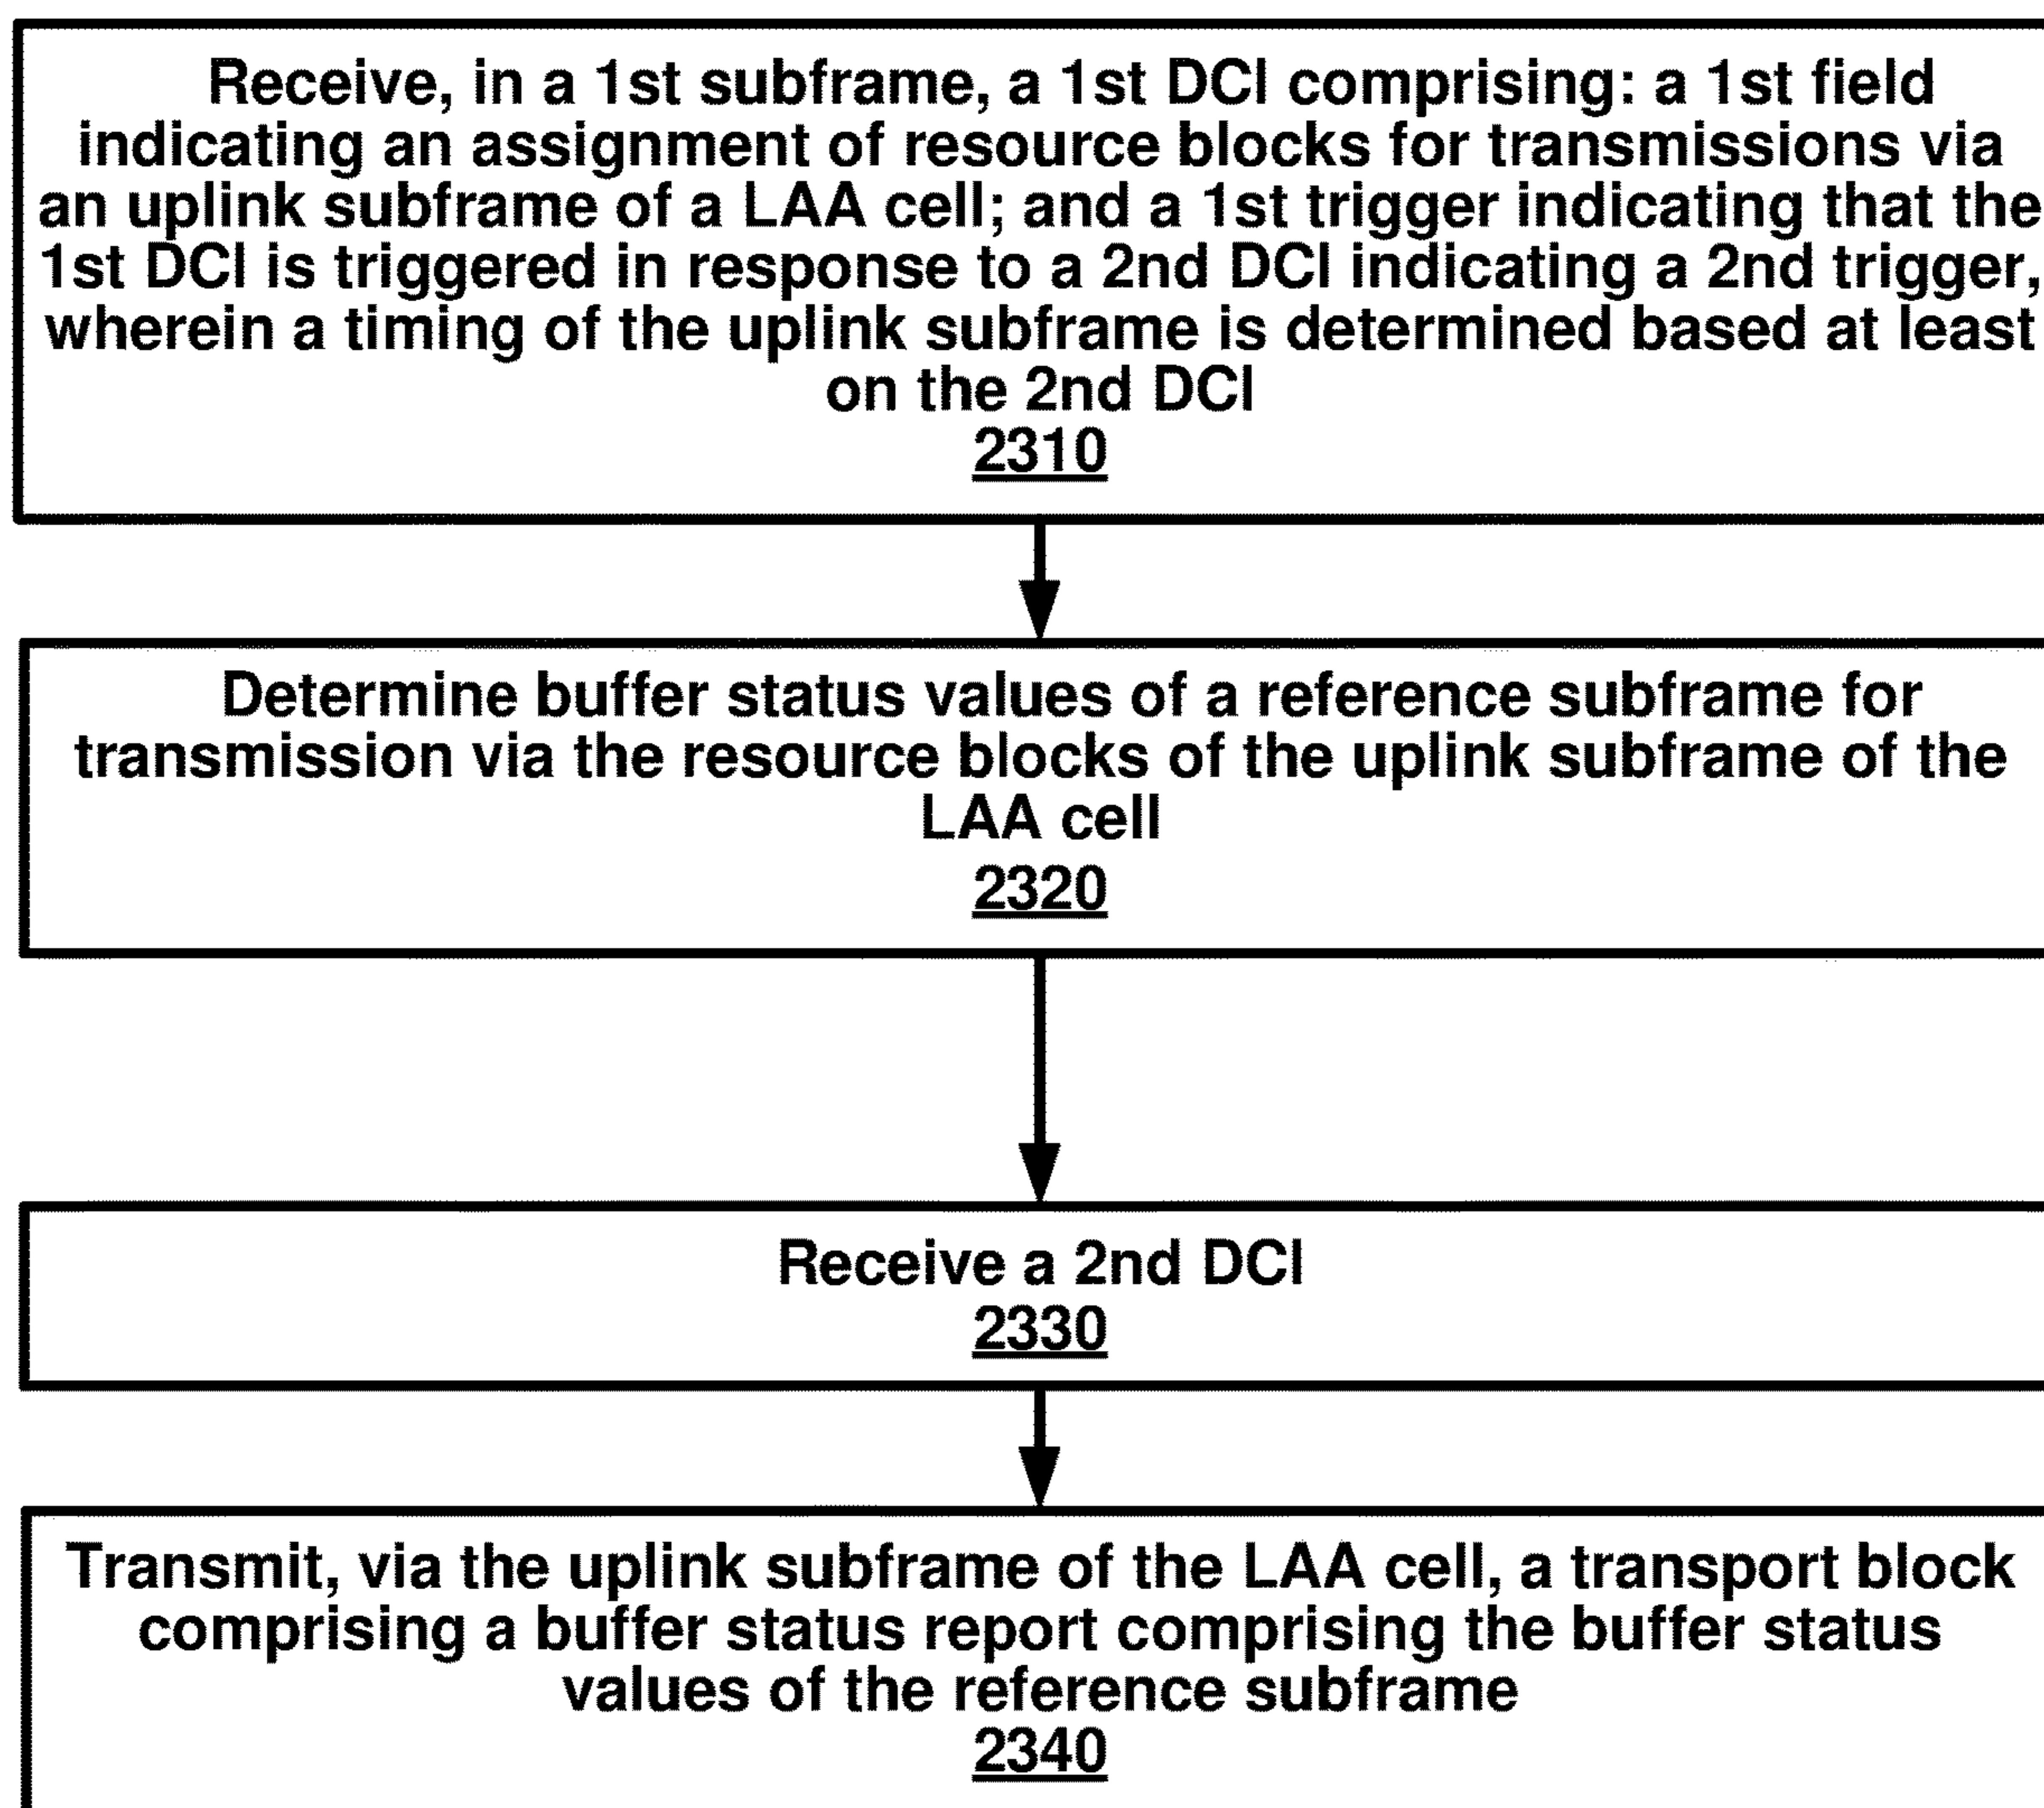 Receive, in a 1st subframe, a 1st DCI comprising: a 1st field
indicating an assignment of resource blocks for transmissions via
an uplink subframe of a LAA cell; and a 1st trigger indicating that the
1st DCI is triggered in response to a 2nd DCI indicating a 2nd trigger,
wherein a timing of the uplink subframe is determined based at least
on the 2nd DCI
2310
Determine buffer status values of a reference subframe for
transmission via the resource blocks of the uplink subframe of the
LAA cell
2320
Receive a 2nd DCI
2330
Transmit, via the uplink subframe of the LAA cell, a transport block
comprising a buffer status report comprising the buffer status
values of the reference subframe
2340